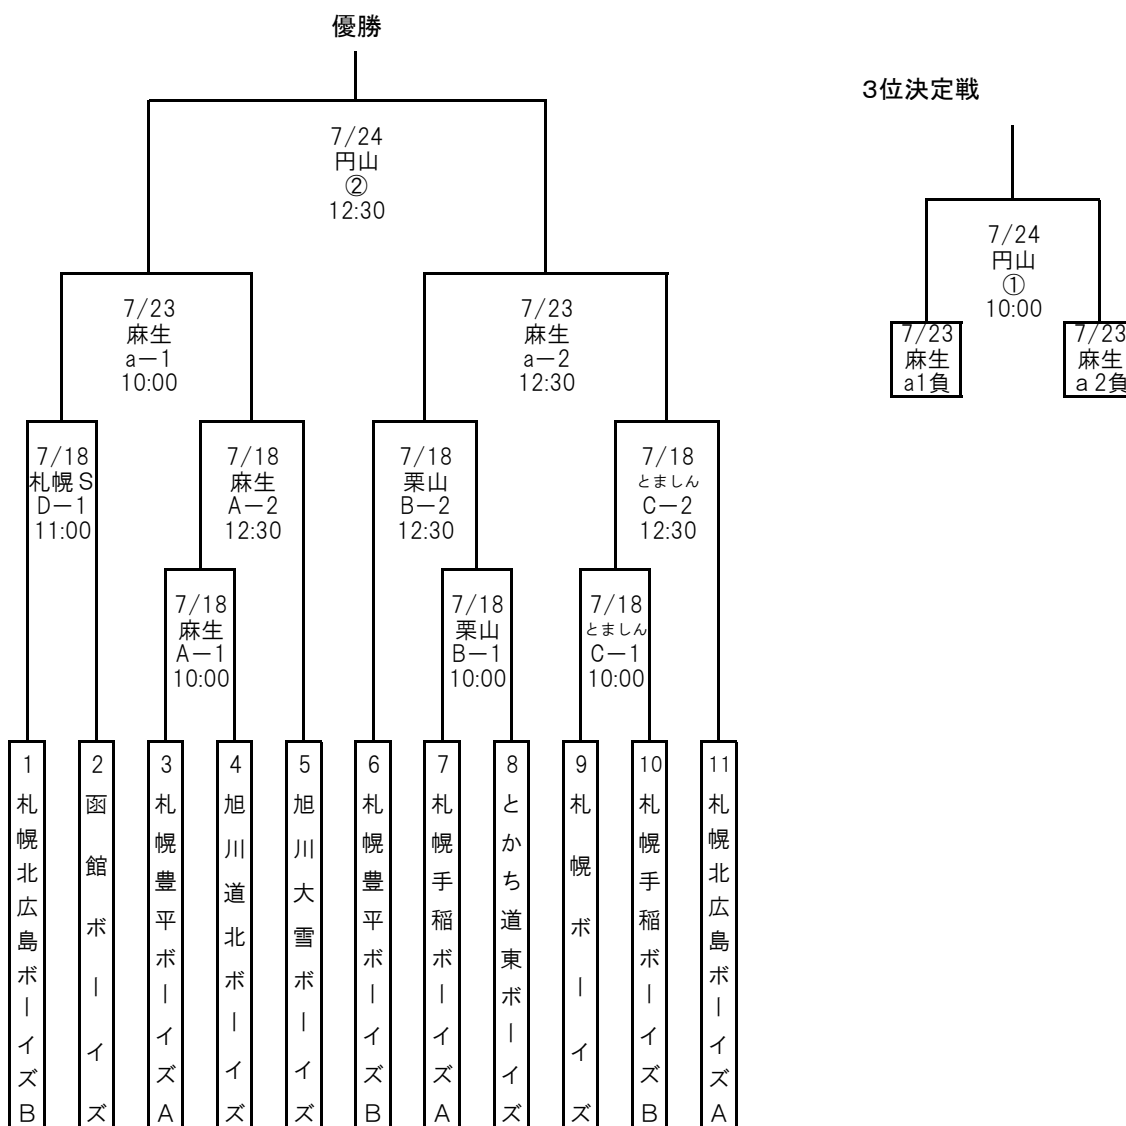 優勝
3位決定戦
7/24
円山
②
12:30
7/24
円山
①
10:00
7/23
麻生
a1負
7/23
麻生
a2負
7/23
麻生
a－1
10:00
7/23
麻生
a－2
12:30
7/18
札幌S
D－1
11:00
7/18
麻生
A－2
12:30
7/18
栗山
B－2
12:30
7/18
とましん
C－2
12:30
7/18
麻生
A－1
10:00
7/18
栗山
B－1
10:00
7/18
とましん
C－1
10:00
1
札幌北広島ボーイズB
2
函館ボーイズ
3
札幌豊平ボーイズA
4
旭川道北ボーイズ
5
旭川大雪ボーイズ
6
札幌豊平ボーイズB
7
札幌手稲ボーイズA
8
とかち道東ボーイズ
9
札幌ボーイズ
10
札幌手稲ボーイズB
11
札幌北広島ボーイズA